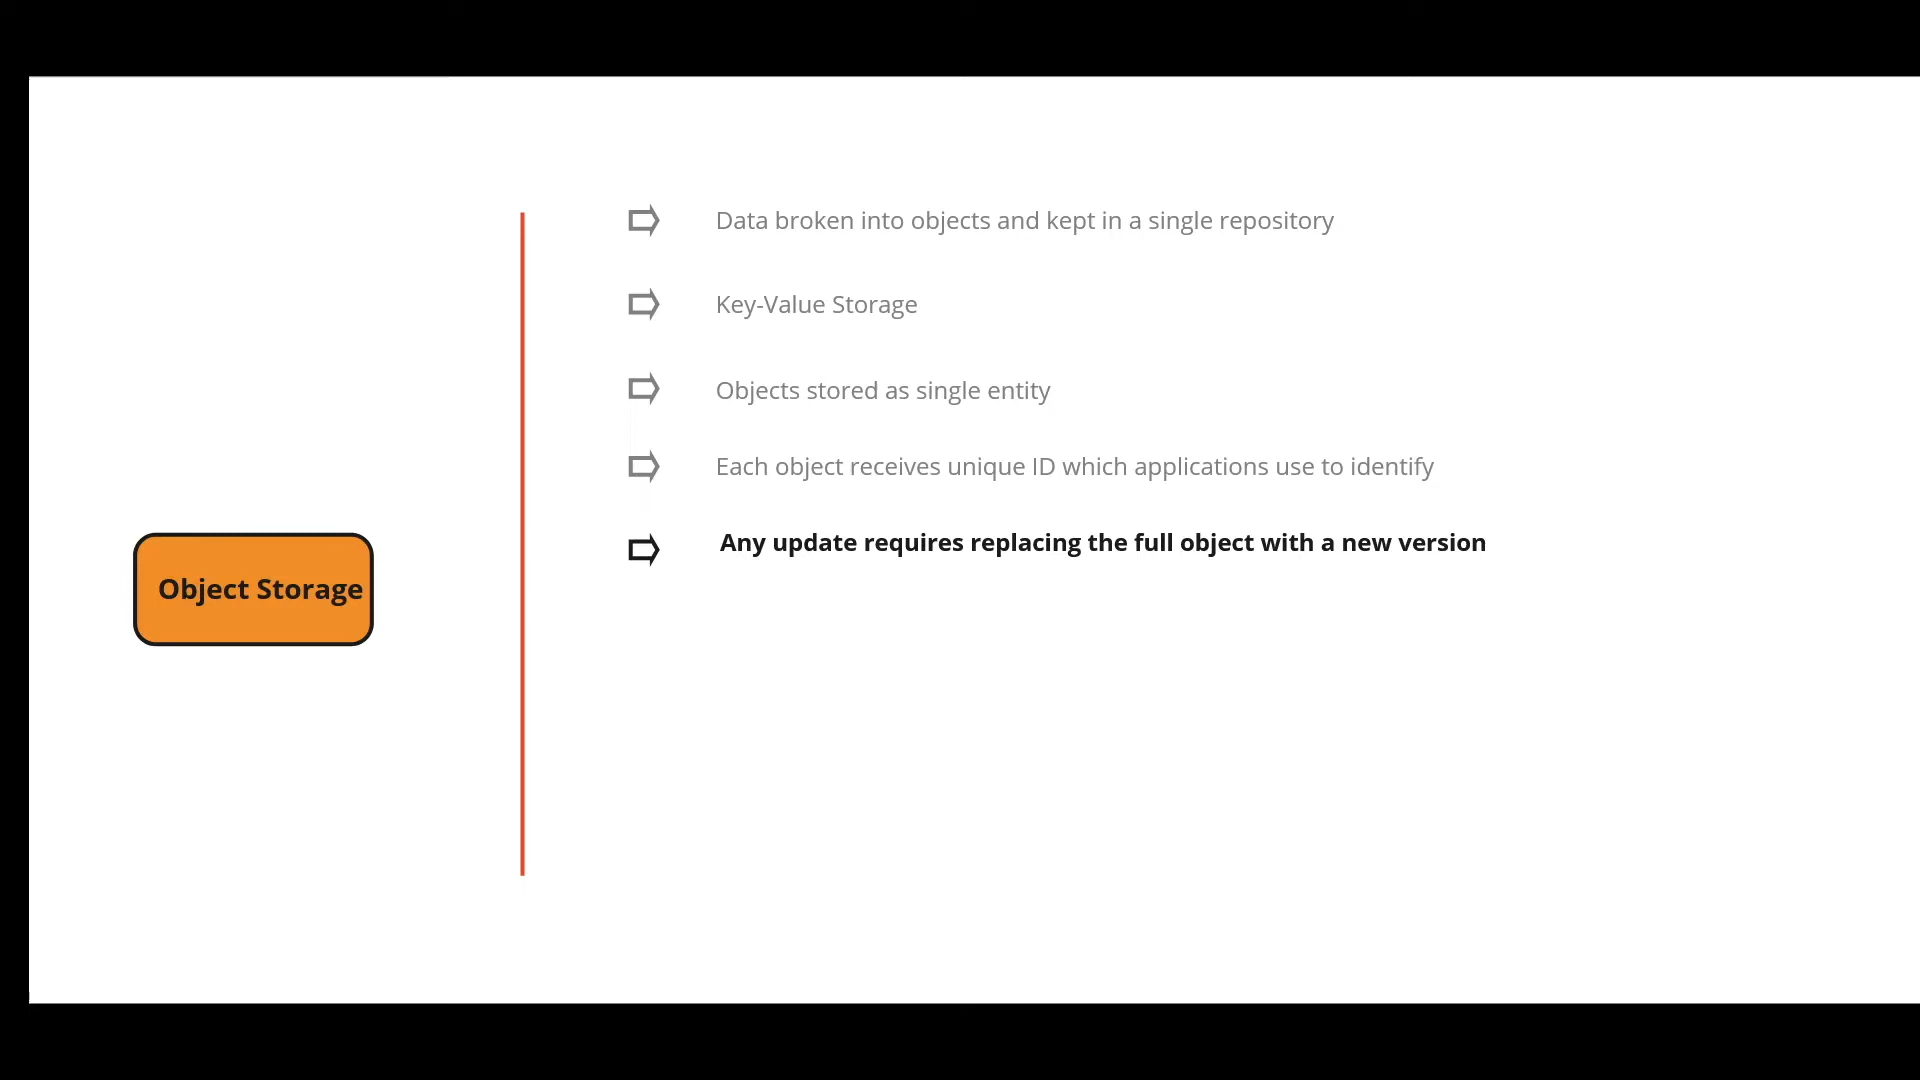 Data broken into objects and kept in a single repository
Key-Value Storage
Objects stored as single entity
Each object receives unique ID which applications use to identify
Any update requires replacing the full object with a new version
Object Storage